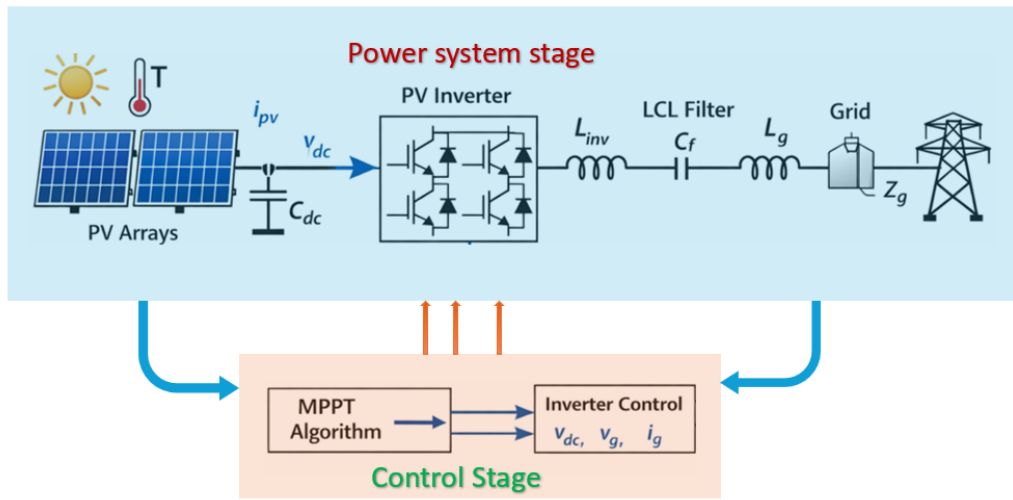 Power system stage
T
i_pv
v_dc
C_dc
PV Arrays
PV Inverter
L_inv
LCL Filter
C_f
L_g
Grid
Z_g
MPPT
Algorithm
Inverter Control
v_dc, v_g, i_g
Control Stage